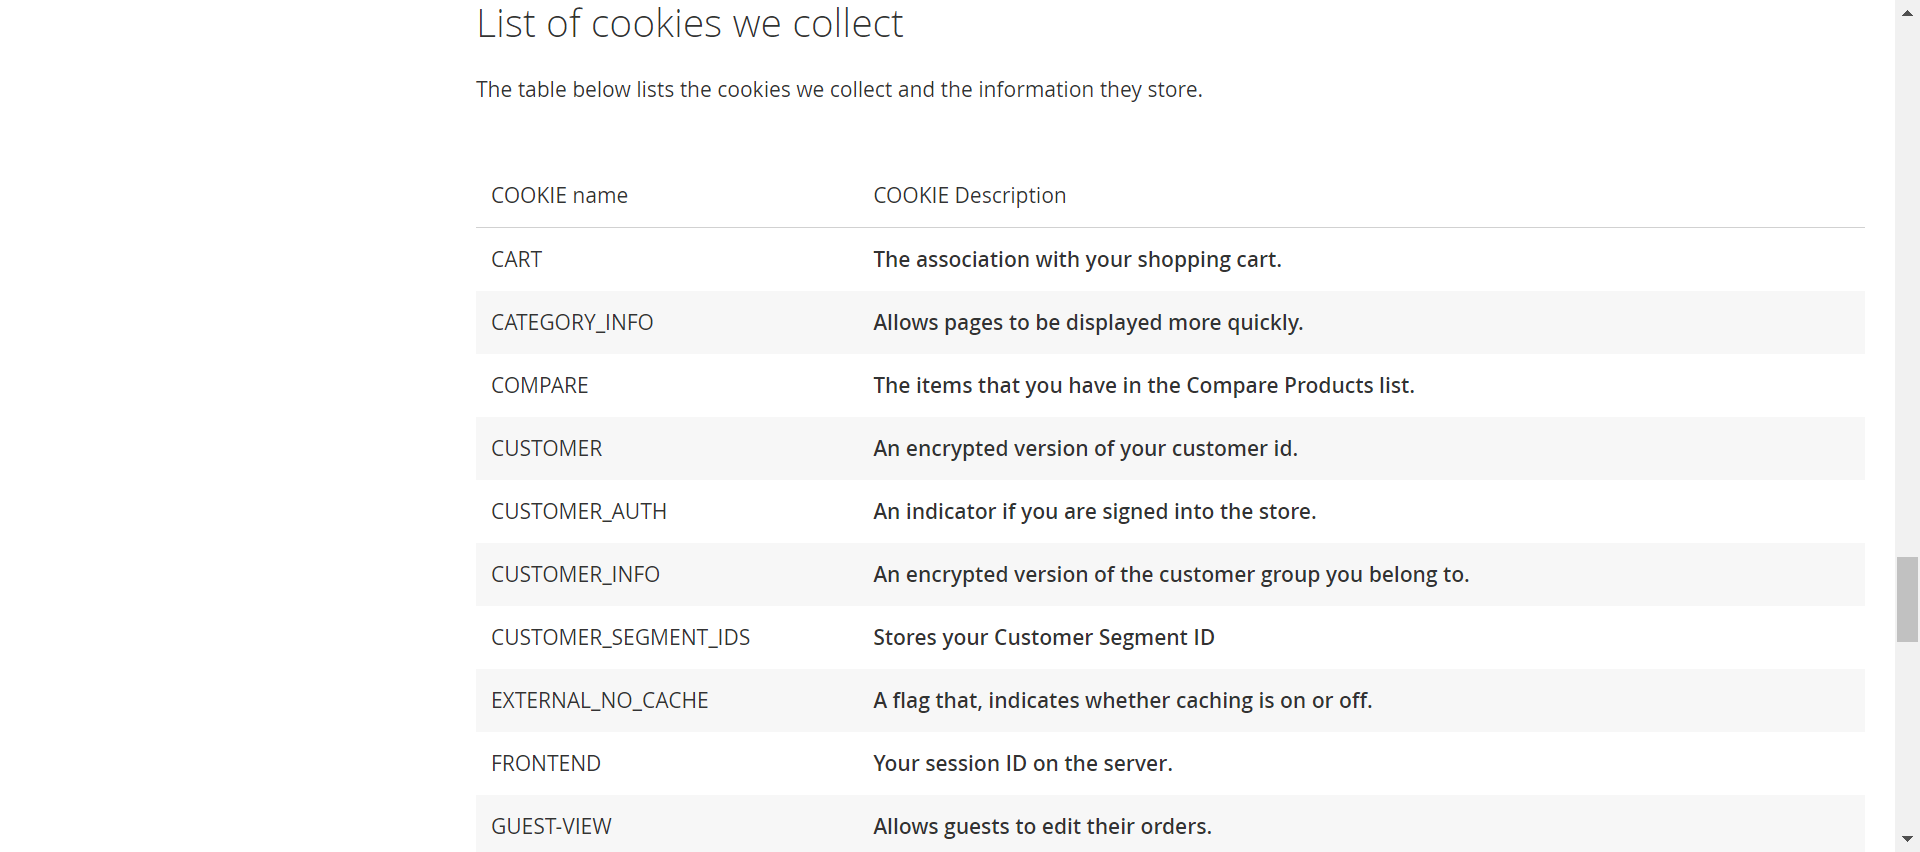 List of cookies we collect
The table below lists the cookies we collect and the information they store.
COOKIE name COOKIE Description
CART The association with your shopping cart.
CATEGORY_INFO Allows pages to be displayed more quickly.
COMPARE The items that you have in the Compare Products list.
CUSTOMER An encrypted version of your customer id.
CUSTOMER_AUTH An indicator if you are signed into the store.
CUSTOMER_INFO An encrypted version of the customer group you belong to.
CUSTOMER_SEGMENT_IDS Stores your Customer Segment ID
EXTERNAL_NO_CACHE A flag that, indicates whether caching is on or off.
FRONTEND Your session ID on the server.
GUEST-VIEW Allows guests to edit their orders.